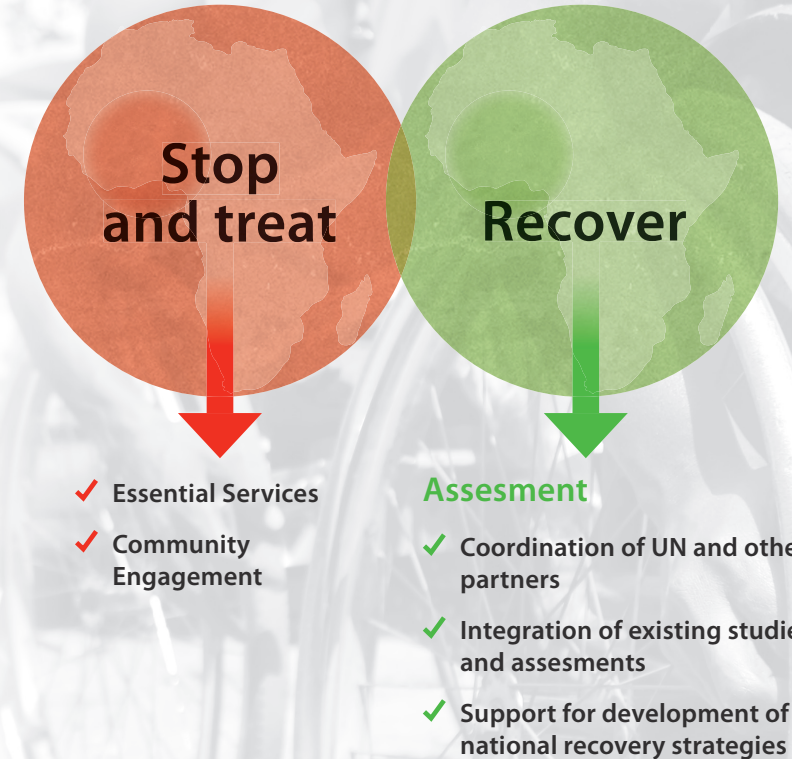 Stop
and treat
Recover
Essential Services
Community
Engagement
Assesment
Coordination of UN and othe
partners
Integration of existing studie
and assesments
Support for development of
national recovery strategies